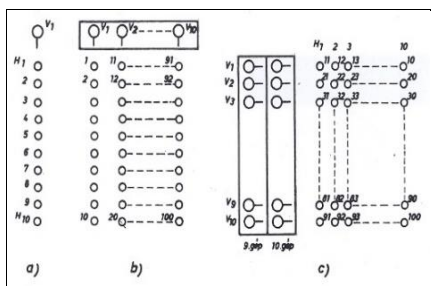 V1 V1 V2 V10
H1 1 11 91
2 2 12 92
3
4
5
6
7
8
9
H10 10 20 100
a) b)
H1 2 3 10
V1 11 12 13 10
V2 21 22 23 20
V3 31 32 33 30
V9 81 82 83 90
V10 91 92 93 100
9.gép 10.gép
c)